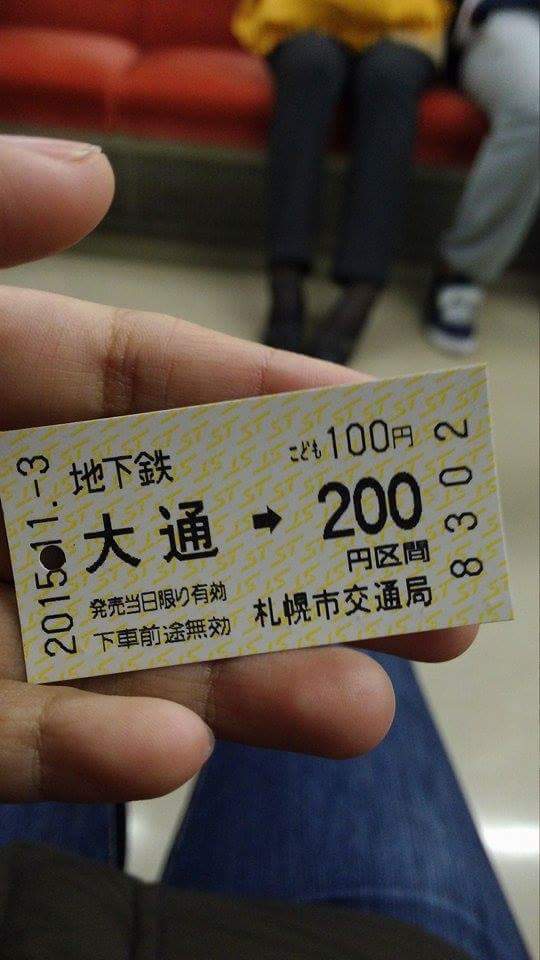 2015.11.-3
地下鉄
こども100円
大通➡200
円区間
発売当日限り有効
下車前途無効
札幌市交通局
8302